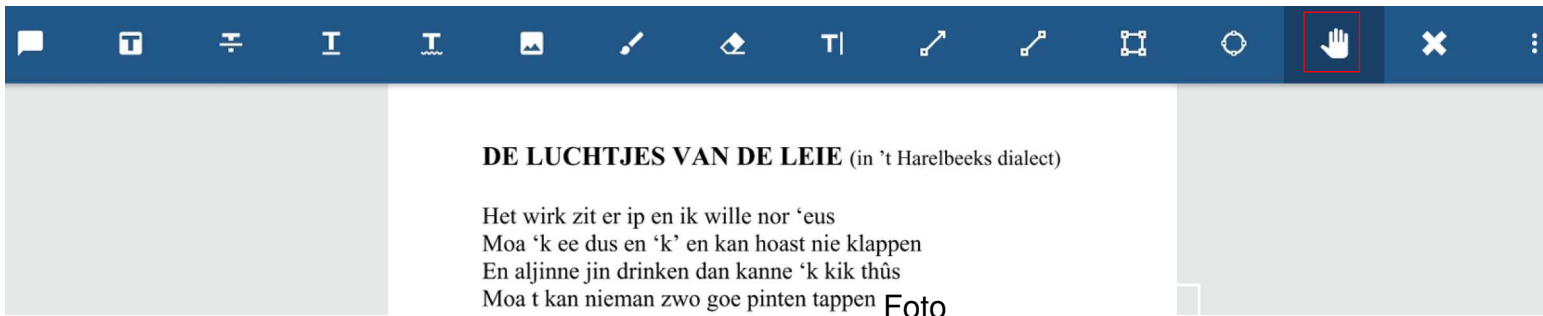 DE LUCHTJES VAN DE LEIE (in ’t Harelbeeks dialect)
Het wirk zit er ip en ik wille nor ‘eus
Moa ‘k ee dus en ‘k’ en kan hoast nie klappen
En aljinne jin drinken dan kanne ‘k kik thûs
Moa t kan nieman zwo goe pinten tappen Foto